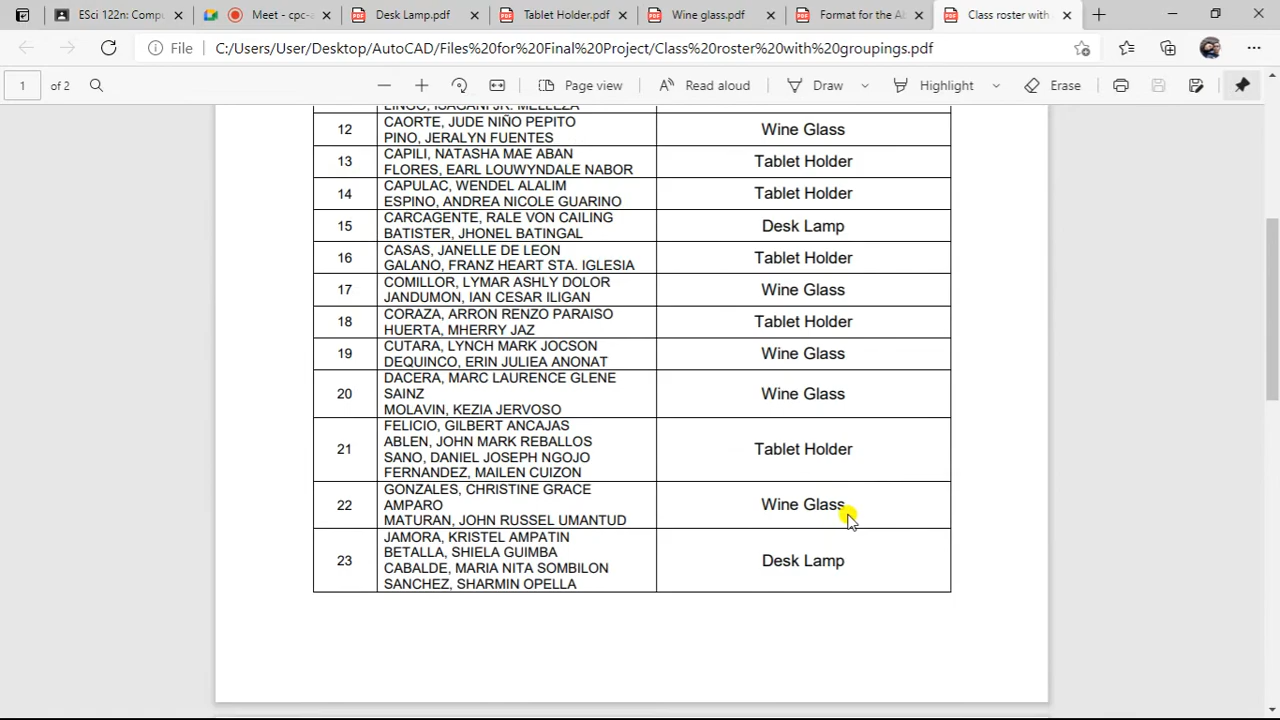 ESci 122n: Compu
Meet - cpc-a
Desk Lamp.pdf
Tablet Holder.pdf
Wine glass.pdf
Format for the Ab
Class roster with g
File
C:/Users/User/Desktop/AutoCAD/Files%20for%20Final%20Project/Class%20roster%20with%20groupings.pdf
1 of 2
Page view
Read aloud
Draw
Highlight
Erase
LINGO, ISAGANI JR. MELLEZA
12
CAORTE, JUDE NIÑO PEPITO
PINO, JERALYN FUENTES
Wine Glass
13
CAPILI, NATASHA MAE ABAN
FLORES, EARL LOUWYNDALE NABOR
Tablet Holder
14
CAPULAC, WENDEL ALALIM
ESPINO, ANDREA NICOLE GUARINO
Tablet Holder
15
CARCAGENTE, RALE VON CAILING
BATISTER, JHONEL BATINGAL
Desk Lamp
16
CASAS, JANELLE DE LEON
GALANO, FRANZ HEART STA. IGLESIA
Tablet Holder
17
COMILLOR, LYMAR ASHLY DOLOR
JANDUMON, IAN CESAR ILIGAN
Wine Glass
18
CORAZA, ARRON RENZO PARAISO
HUERTA, MHERRY JAZ
Tablet Holder
19
CUTARA, LYNCH MARK JOCSON
DEQUINCO, ERIN JULIEA ANONAT
Wine Glass
20
DACERA, MARC LAURENCE GLENE
SAINZ
MOLAVIN, KEZIA JERVOSO
Wine Glass
21
FELICIO, GILBERT ANCAJAS
ABLEN, JOHN MARK REBALLOS
SANO, DANIEL JOSEPH NGOJO
FERNANDEZ, MAILEN CUIZON
Tablet Holder
22
GONZALES, CHRISTINE GRACE
AMPARO
MATURAN, JOHN RUSSEL UMANTUD
Wine Glass
23
JAMORA, KRISTEL AMPATIN
BETALLA, SHIELA GUIMBA
CABALDE, MARIA NITA SOMBILON
SANCHEZ, SHARMIN OPELLA
Desk Lamp